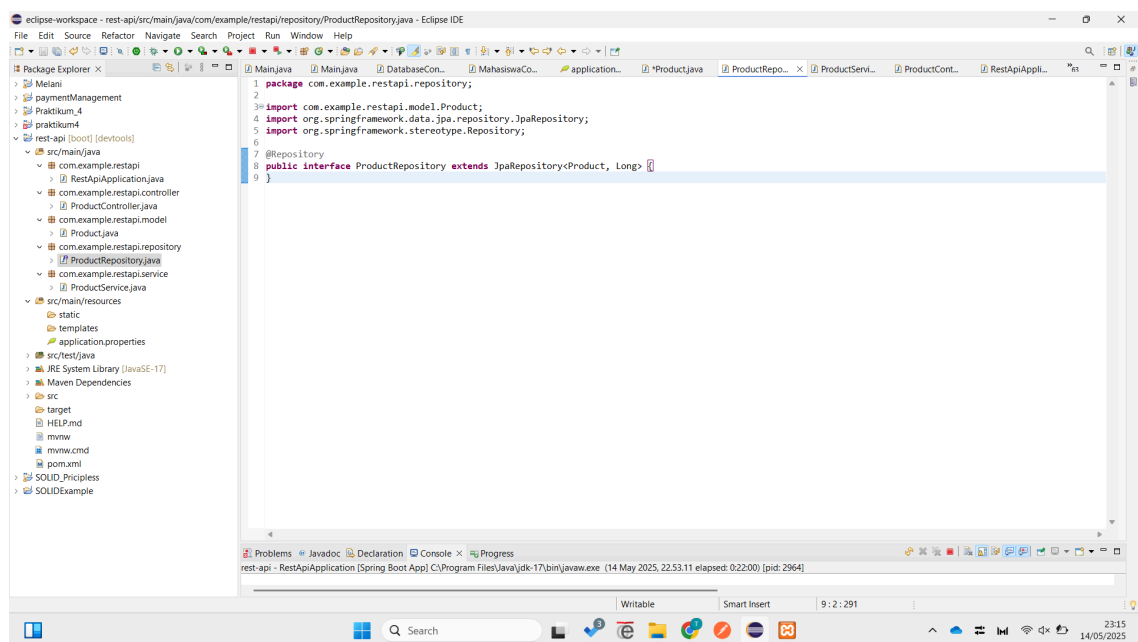 eclipse-workspace - rest-api/src/main/java/com/example/restapi/repository/ProductRepository.java - Eclipse IDE
File Edit Source Refactor Navigate Search Project Run Window Help
Package Explorer
Main.java Main.java DatabaseCon... MahasiswaCo... application... *Product.java ProductRepo... ProductServi... ProductCont... RestApiAppli... 63
Melani
paymentManagement
Praktikum_4
praktikum4
rest-api [boot] [devtools]
src/main/java
com.example.restapi
RestApiApplication.java
com.example.restapi.controller
ProductController.java
com.example.restapi.model
Product.java
com.example.restapi.repository
ProductRepository.java
com.example.restapi.service
ProductService.java
src/main/resources
static
templates
application.properties
src/test/java
JRE System Library [JavaSE-17]
Maven Dependencies
src
target
HELP.md
mvnw
mvnw.cmd
pom.xml
SOLID_Pricipless
SOLIDExample
1 package com.example.restapi.repository;
2
3 import com.example.restapi.model.Product;
4 import org.springframework.data.jpa.repository.JpaRepository;
5 import org.springframework.stereotype.Repository;
6
7 @Repository
8 public interface ProductRepository extends JpaRepository<Product, Long> {
9 }
Problems Javadoc Declaration Console Progress
rest-api - RestApiApplication [Spring Boot App] C:\Program Files\Java\jdk-17\bin\javaw.exe (14 May 2025, 22.53.11 elapsed: 0:22:00) [pid: 2964]
Writable Smart Insert 9 : 2 : 291
Search
3
23:15
14/05/2025